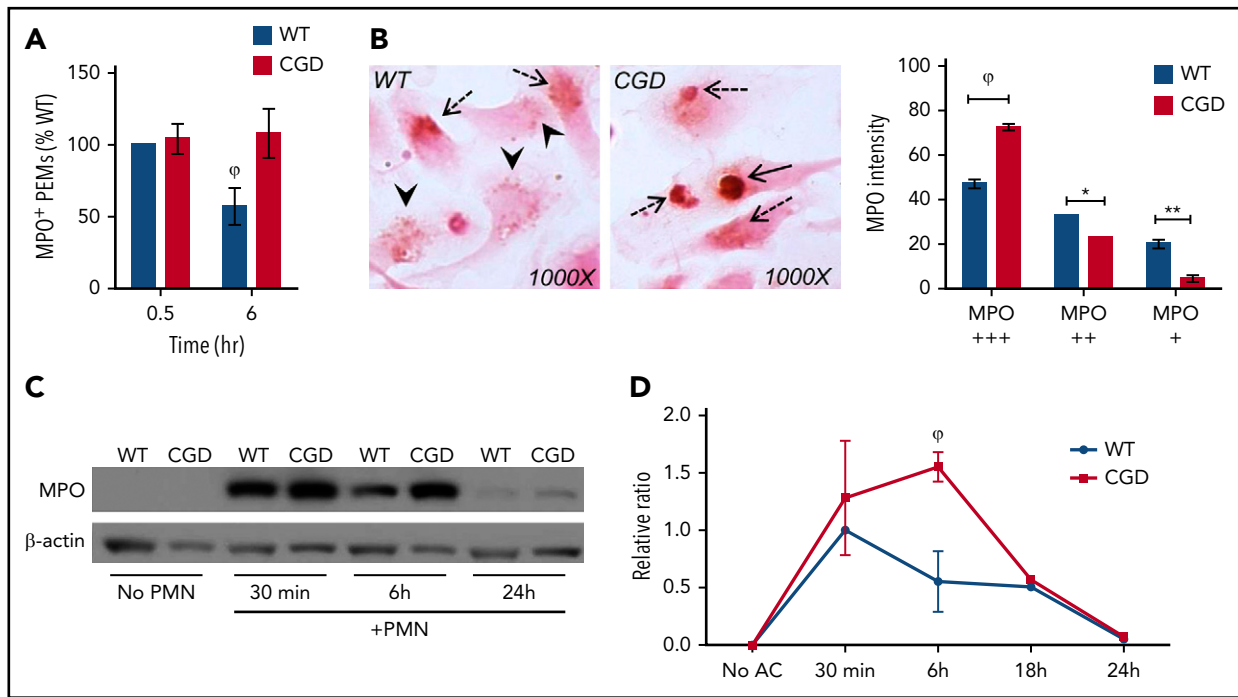 A
WT
CGD
MPO⁺ PEMs (% WT)
150
100
50
0
φ
0.5 6
Time (hr)
B
WT
1000X
CGD
1000X
MPO intensity
100
80
60
40
20
0
WT
CGD
φ
*
**
MPO MPO MPO
+++ ++ +
C
WT CGD WT CGD WT CGD WT CGD
MPO
β-actin
No PMN 30 min 6h 24h
+PMN
D
Relative ratio
2.0
1.5
1.0
0.5
0.0
φ
WT
CGD
No AC 30 min 6h 18h 24h